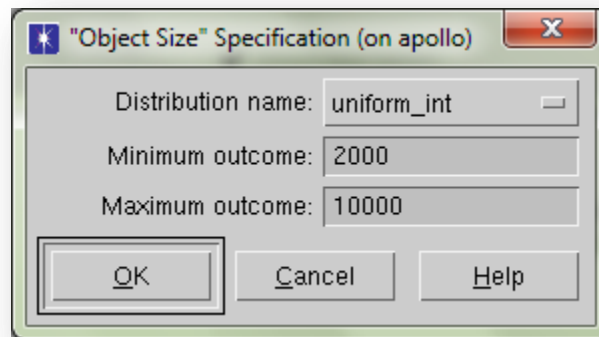 "Object Size" Specification (on apollo)
Distribution name: uniform_int
Minimum outcome: 2000
Maximum outcome: 10000
OK Cancel Help